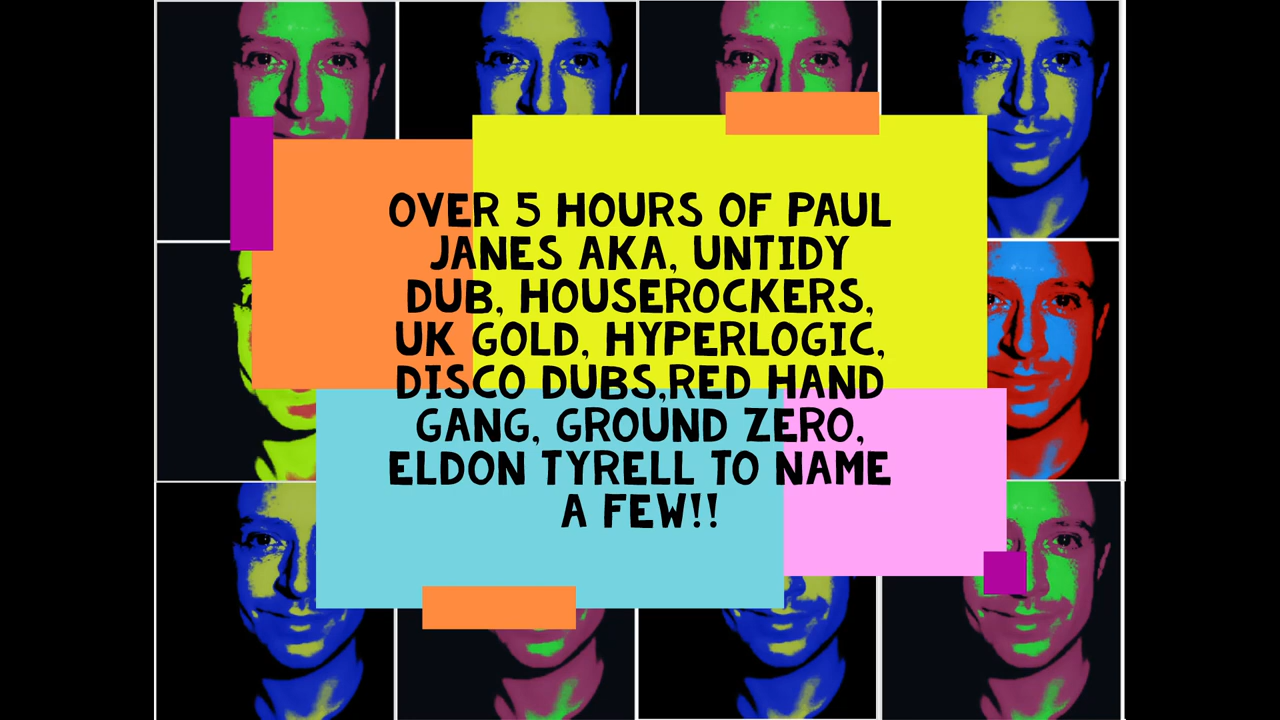 OVER 5 HOURS OF PAUL
JANES AKA, UNTIDY
DUB, HOUSEROCKERS,
UK GOLD, HYPERLOGIC,
DISCO DUBS,RED HAND
GANG, GROUND ZERO,
ELDON TYRELL TO NAME
A FEW!!